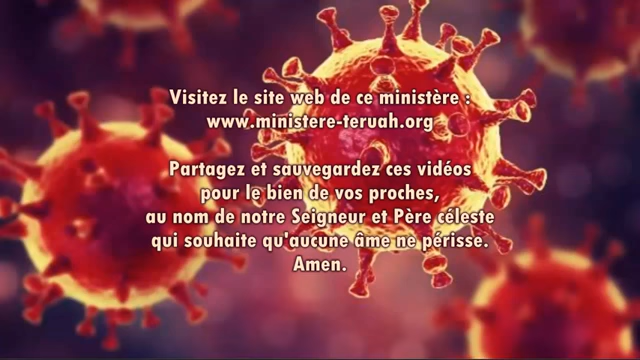 Visitez le site web de ce ministère :
www.ministere-teruah.org
Partagez et sauvegardez ces vidéos
pour le bien de vos proches,
au nom de notre Seigneur et Père céleste
qui souhaite qu'aucune âme ne périsse.
Amen.